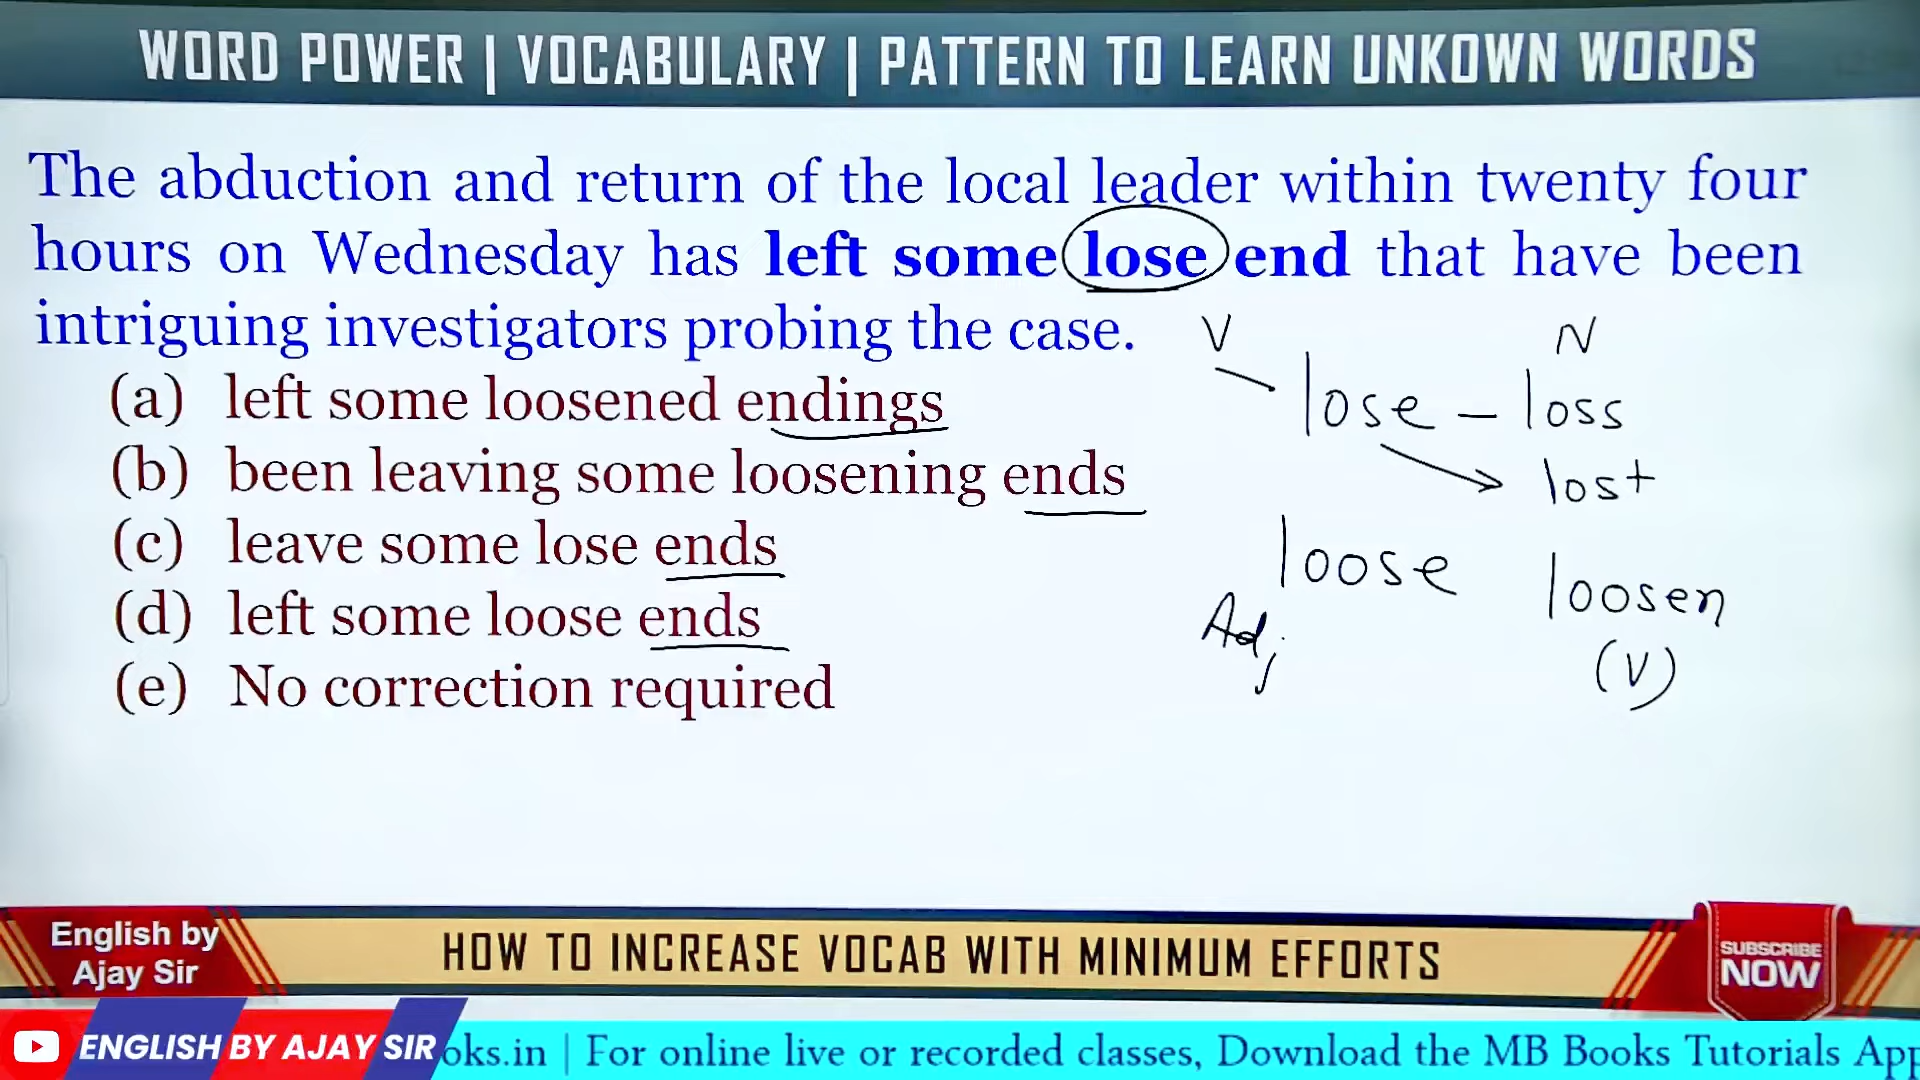 WORD POWER | VOCABULARY | PATTERN TO LEARN UNKOWN WORDS
The abduction and return of the local leader within twenty four
hours on Wednesday has left some lose end that have been
intriguing investigators probing the case.
V
N
lose – loss
lost
loose
loosen
Adj
(V)
(a) left some loosened endings
(b) been leaving some loosening ends
(c) leave some lose ends
(d) left some loose ends
(e) No correction required
English by
Ajay Sir
HOW TO INCREASE VOCAB WITH MINIMUM EFFORTS
SUBSCRIBE
NOW
ENGLISH BY AJAY SIR
oks.in | For online live or recorded classes, Download the MB Books Tutorials App